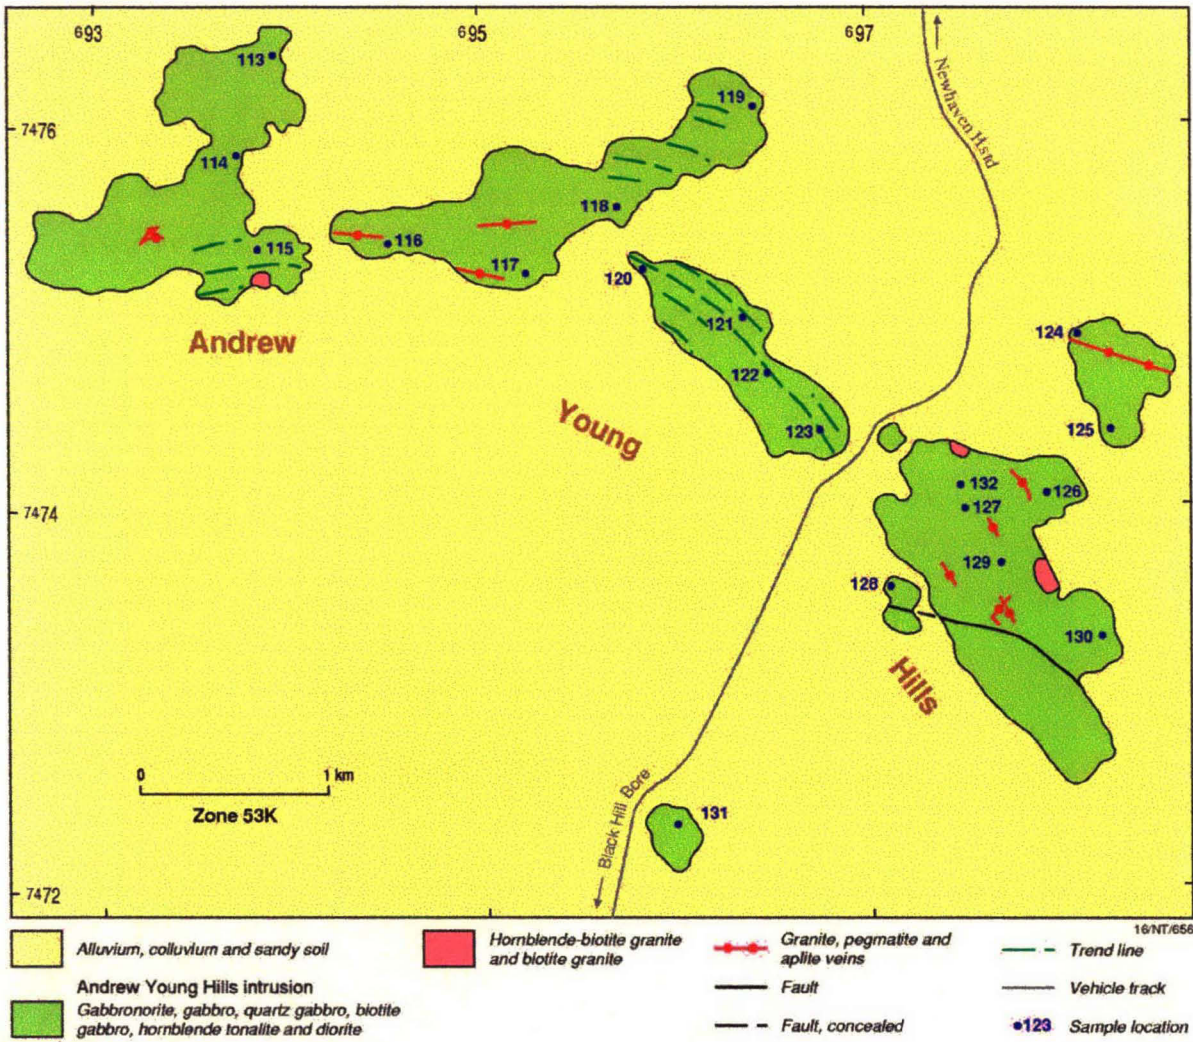 693
695
697
7476
7474
7472
Newhaven Hstd
113
114
115
116
117
118
119
120
121
122
123
124
125
126
132
127
129
128
130
131
Andrew
Young
Hills
Black Hill Bore
0
1 km
Zone 53K
16/NT/656
Alluvium, colluvium and sandy soil
Andrew Young Hills intrusion
Gabbronorite, gabbro, quartz gabbro, biotite
gabbro, hornblende tonalite and diorite
Hornblende-biotite granite
and biotite granite
Granite, pegmatite and
aplite veins
Fault
Fault, concealed
Trend line
Vehicle track
123 Sample location